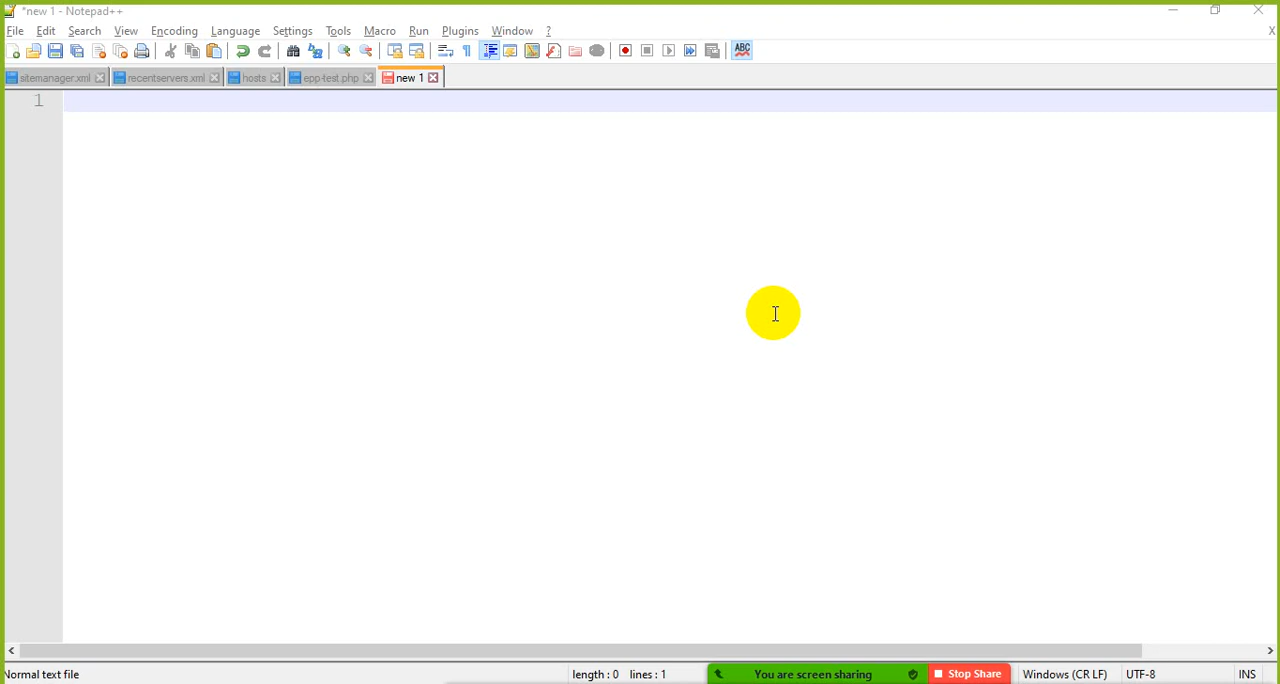 *new 1 - Notepad++
File Edit Search View Encoding Language Settings Tools Macro Run Plugins Window ? X
ABC
sitemanager.xml recentservers.xml hosts epp-test.php new 1
1
Normal text file length : 0 lines : 1 You are screen sharing Stop Share Windows (CR LF) UTF-8 INS